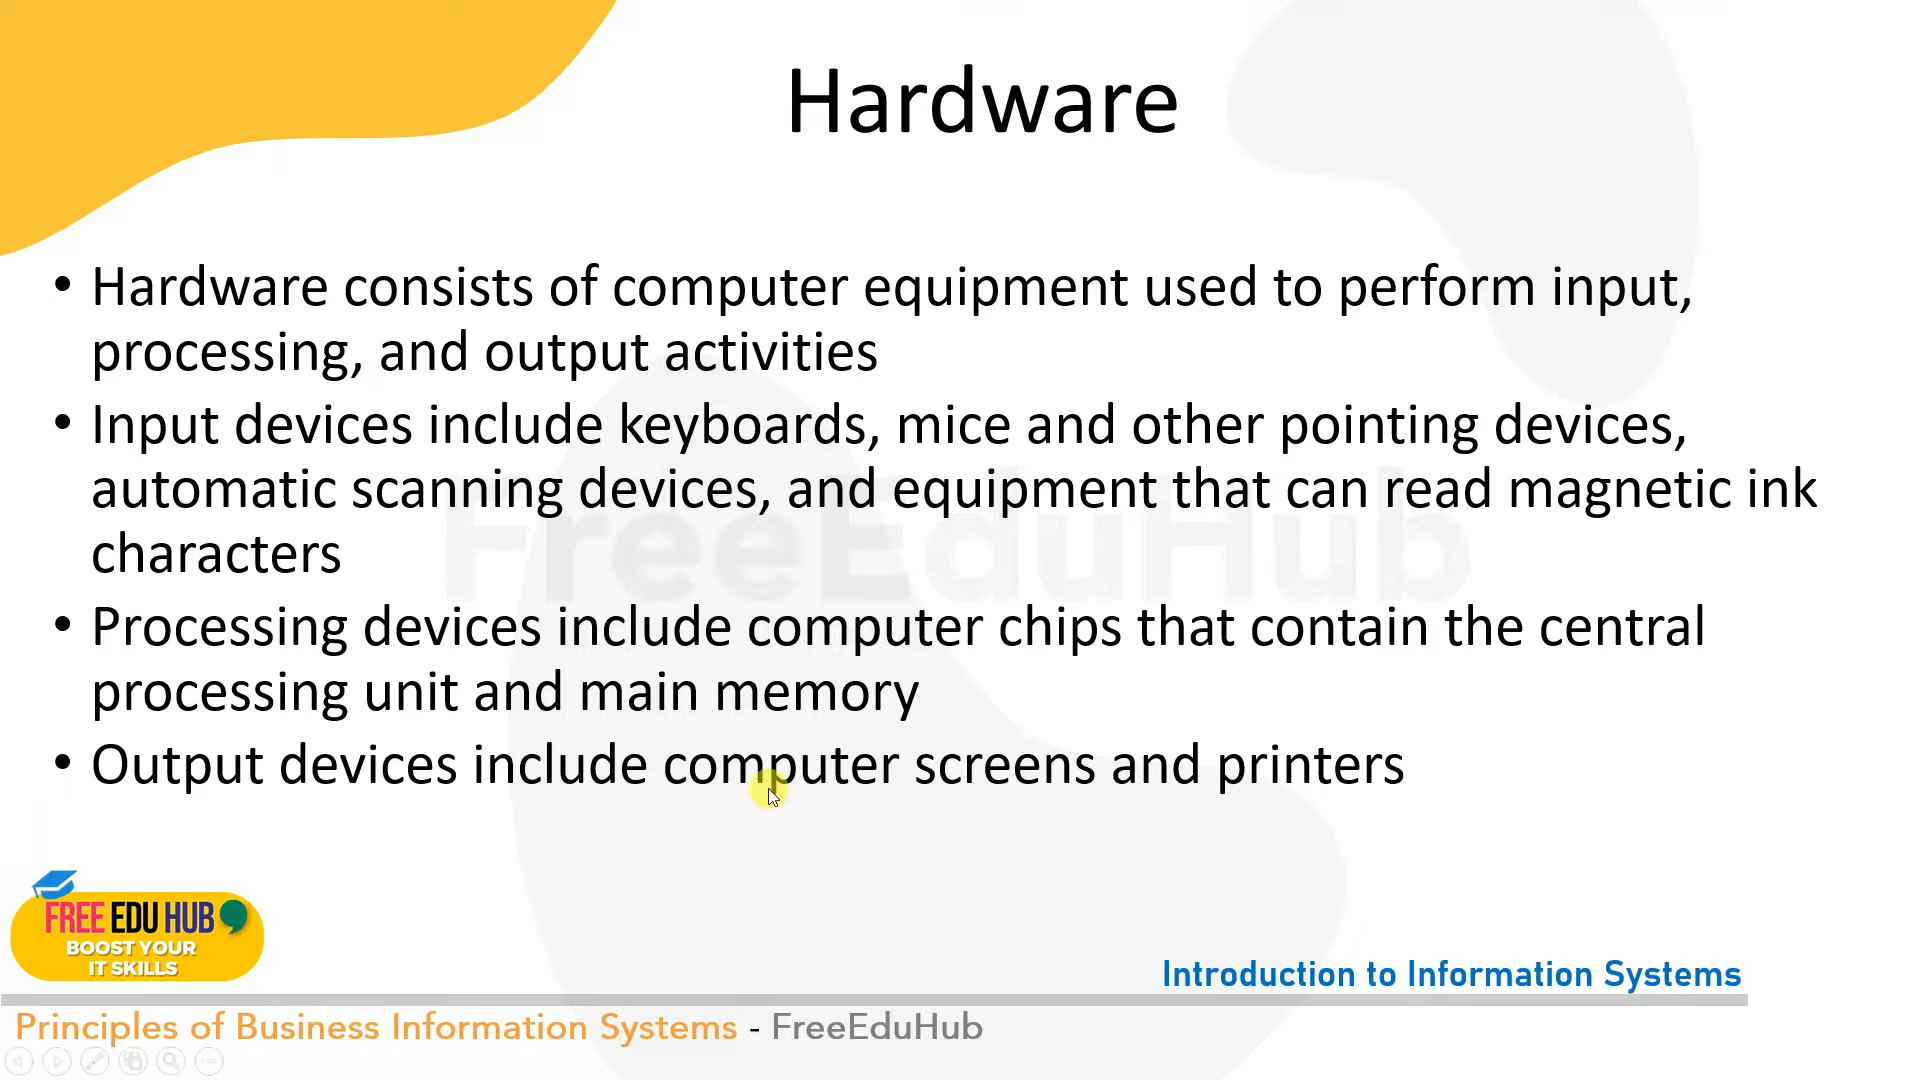 Hardware
• Hardware consists of computer equipment used to perform input,
processing, and output activities
• Input devices include keyboards, mice and other pointing devices,
automatic scanning devices, and equipment that can read magnetic ink
characters
• Processing devices include computer chips that contain the central
processing unit and main memory
• Output devices include computer screens and printers
FreeEduHub
FREE EDU HUB
BOOST YOUR
IT SKILLS
Introduction to Information Systems
Principles of Business Information Systems - FreeEduHub